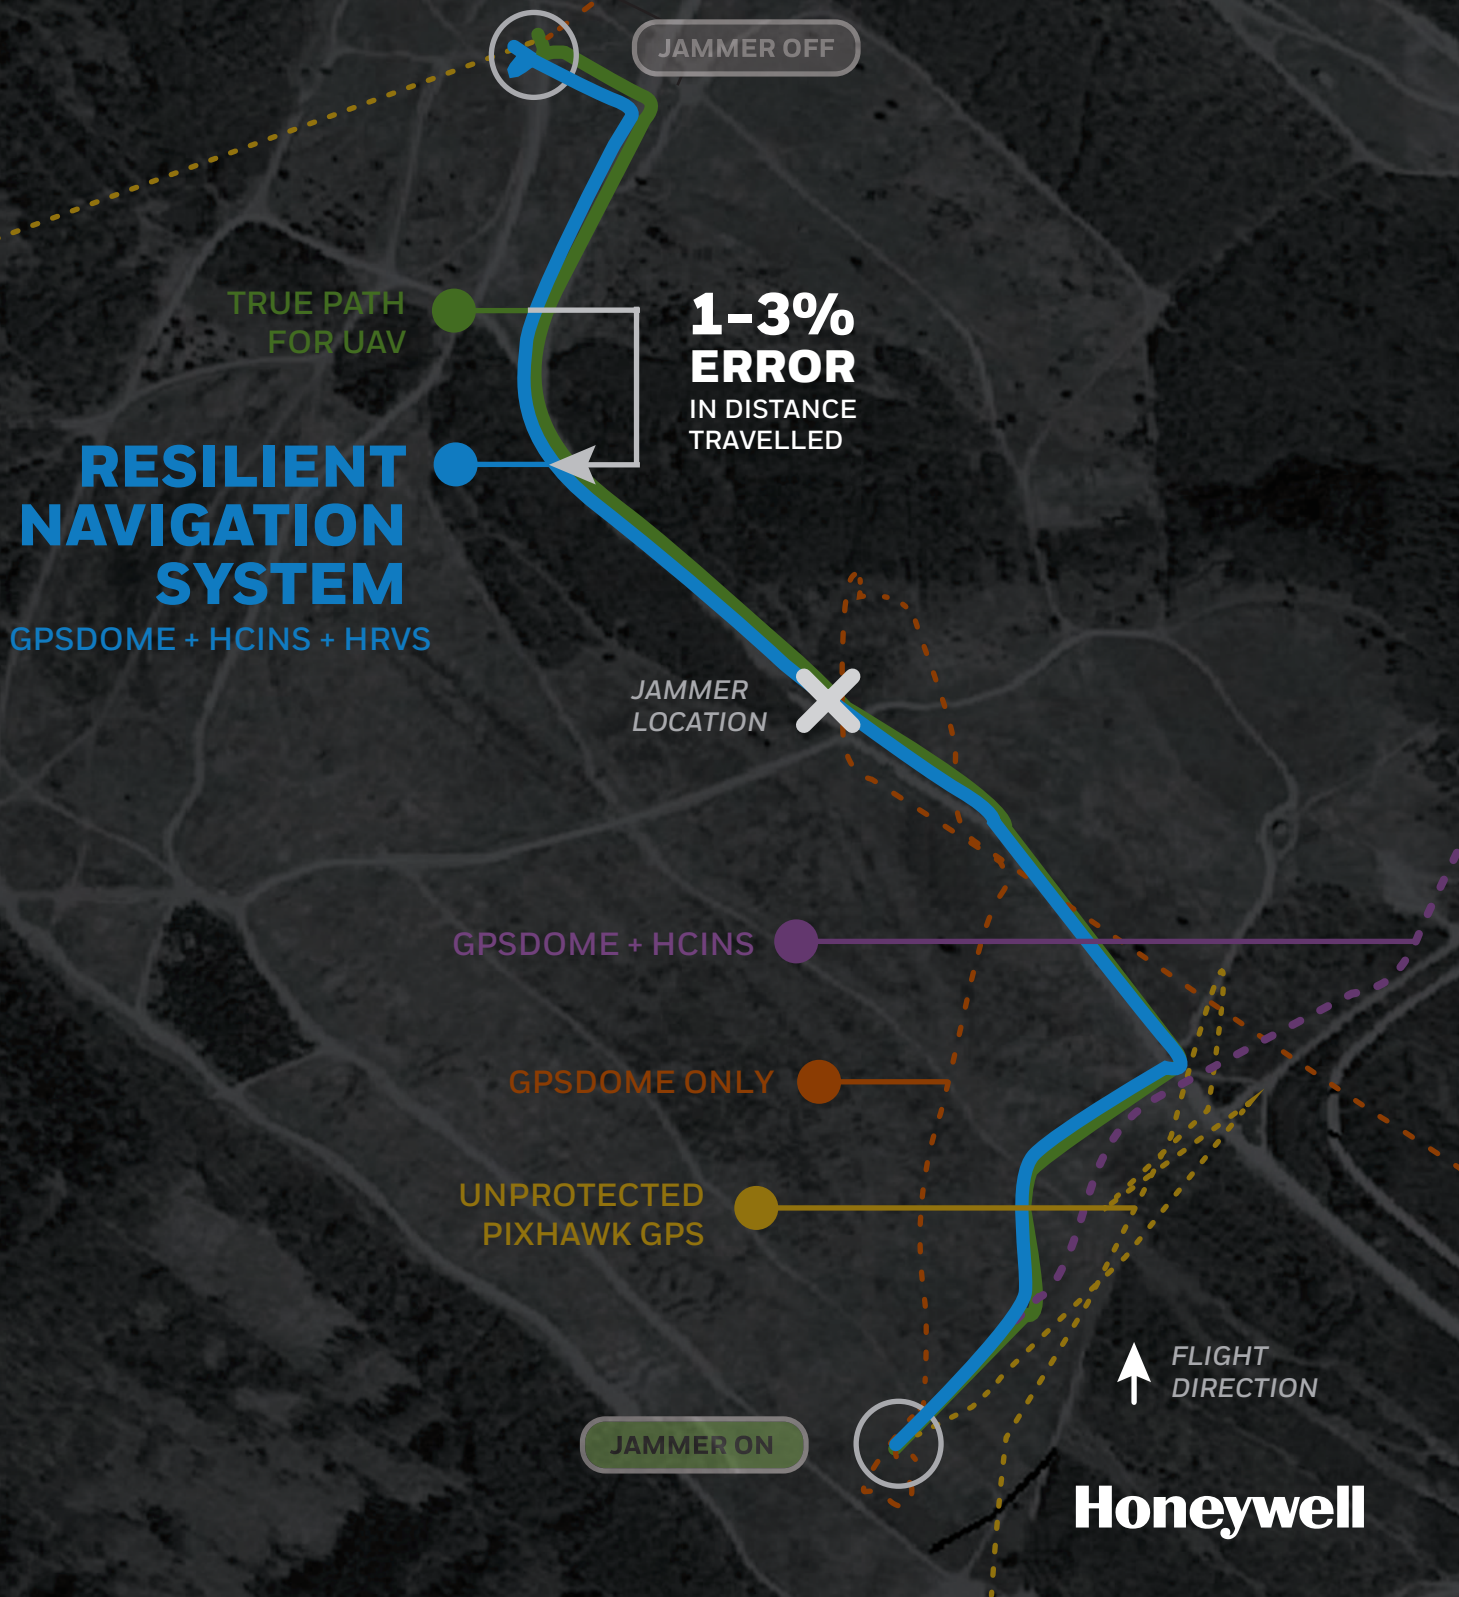 JAMMER OFF
TRUE PATH
FOR UAV
1-3%
ERROR
IN DISTANCE
TRAVELLED
RESILIENT
NAVIGATION
SYSTEM
GPSDOME + HCINS + HRVS
JAMMER
LOCATION
GPSDOME + HCINS
GPSDOME ONLY
UNPROTECTED
PIXHAWK GPS
FLIGHT
DIRECTION
JAMMER ON
Honeywell